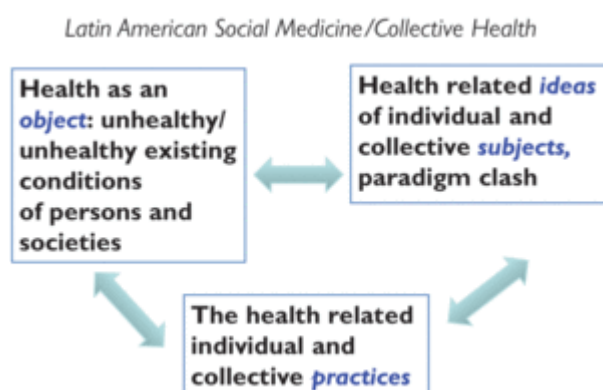 Latin American Social Medicine/Collective Health
Health as an
object: unhealthy/
unhealthy existing
conditions
of persons and
societies
Health related ideas
of individual and
collective subjects,
paradigm clash
The health related
individual and
collective practices